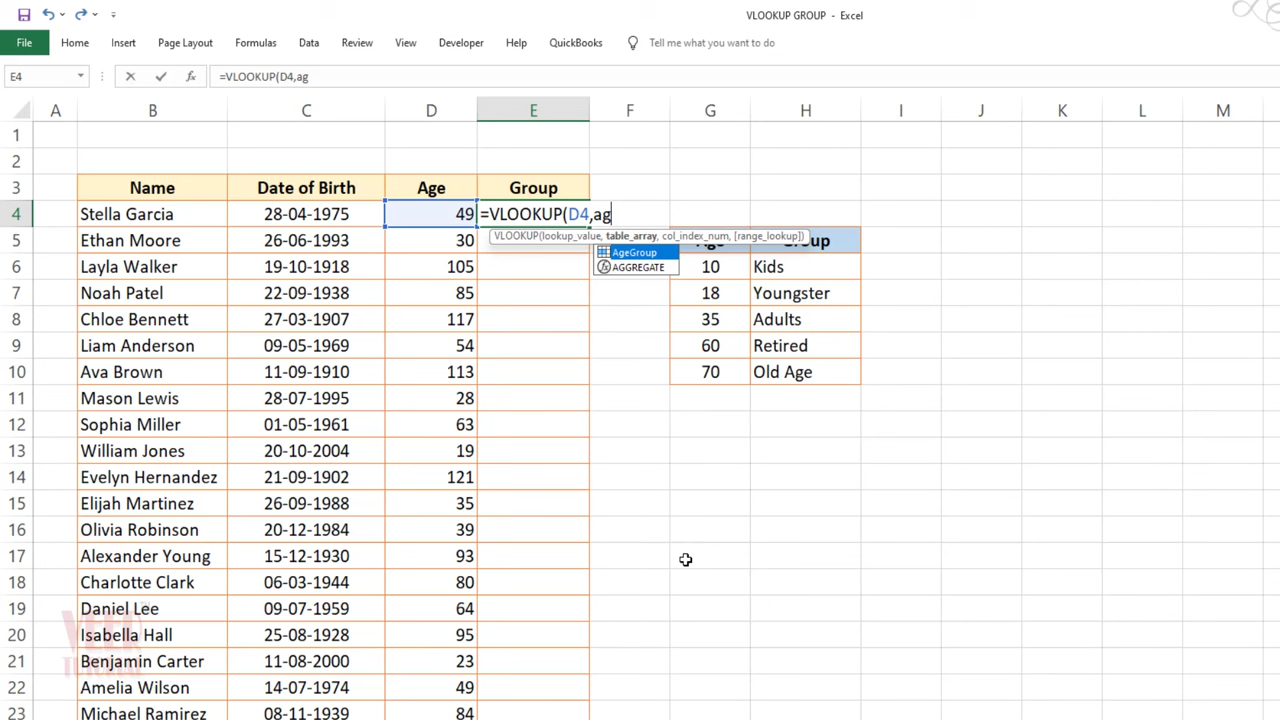 VLOOKUP GROUP - Excel
File Home Insert Page Layout Formulas Data Review View Developer Help QuickBooks Tell me what you want to do
E4 fx =VLOOKUP(D4,ag
A B C D E F G H I J K L M
1
2
3 Name Date of Birth Age Group
4 Stella Garcia 28-04-1975 49 =VLOOKUP(D4,ag
VLOOKUP(lookup_value, table_array, col_index_num, [range_lookup])
5 Ethan Moore 26-06-1993 30 Group
AgeGroup
6 Layla Walker 19-10-1918 105 fx AGGREGATE 10 Kids
7 Noah Patel 22-09-1938 85 18 Youngster
8 Chloe Bennett 27-03-1907 117 35 Adults
9 Liam Anderson 09-05-1969 54 60 Retired
10 Ava Brown 11-09-1910 113 70 Old Age
11 Mason Lewis 28-07-1995 28
12 Sophia Miller 01-05-1961 63
13 William Jones 20-10-2004 19
14 Evelyn Hernandez 21-09-1902 121
15 Elijah Martinez 26-09-1988 35
16 Olivia Robinson 20-12-1984 39
17 Alexander Young 15-12-1930 93
18 Charlotte Clark 06-03-1944 80
19 Daniel Lee 09-07-1959 64
20 Isabella Hall 25-08-1928 95
21 Benjamin Carter 11-08-2000 23
22 Amelia Wilson 14-07-1974 49
23 Michael Ramirez 08-11-1939 84